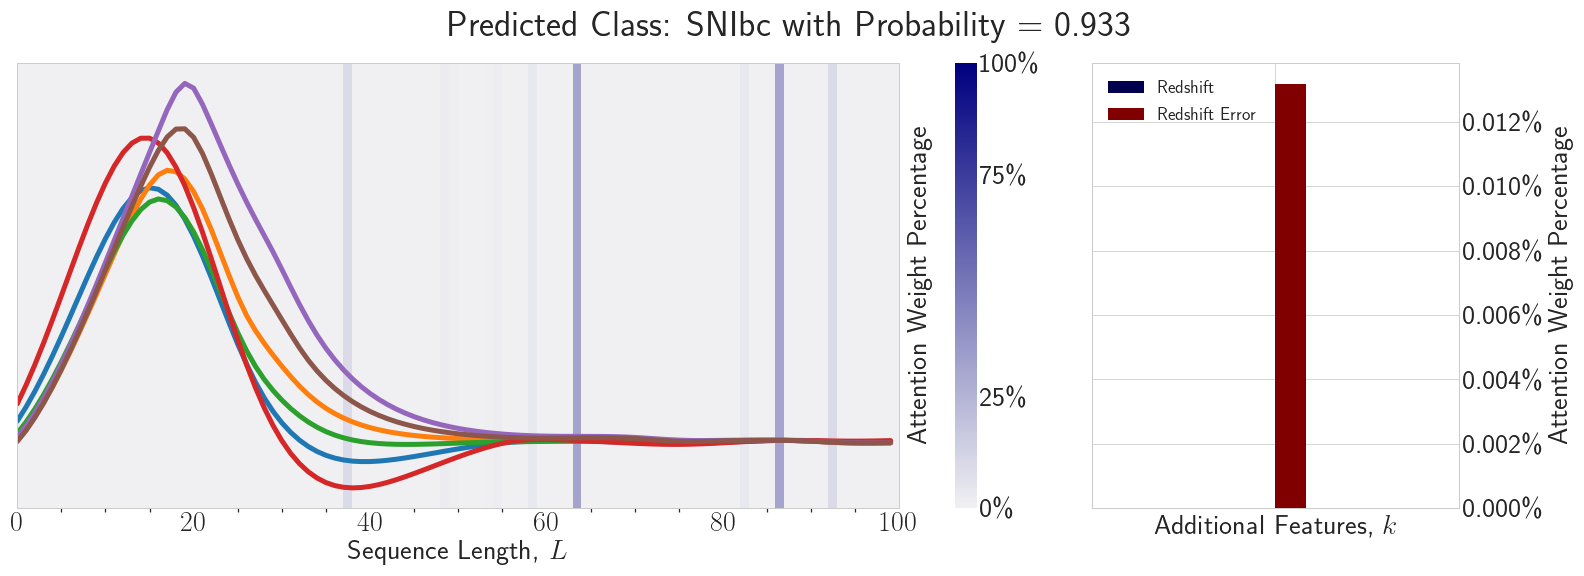 Predicted Class: SNIbc with Probability = 0.933
0
20
40
60
80
100
Sequence Length, L
100%
75%
25%
0%
Attention Weight Percentage
Redshift
Redshift Error
0.012%
0.010%
0.008%
0.006%
0.004%
0.002%
0.000%
Attention Weight Percentage
Additional Features, k